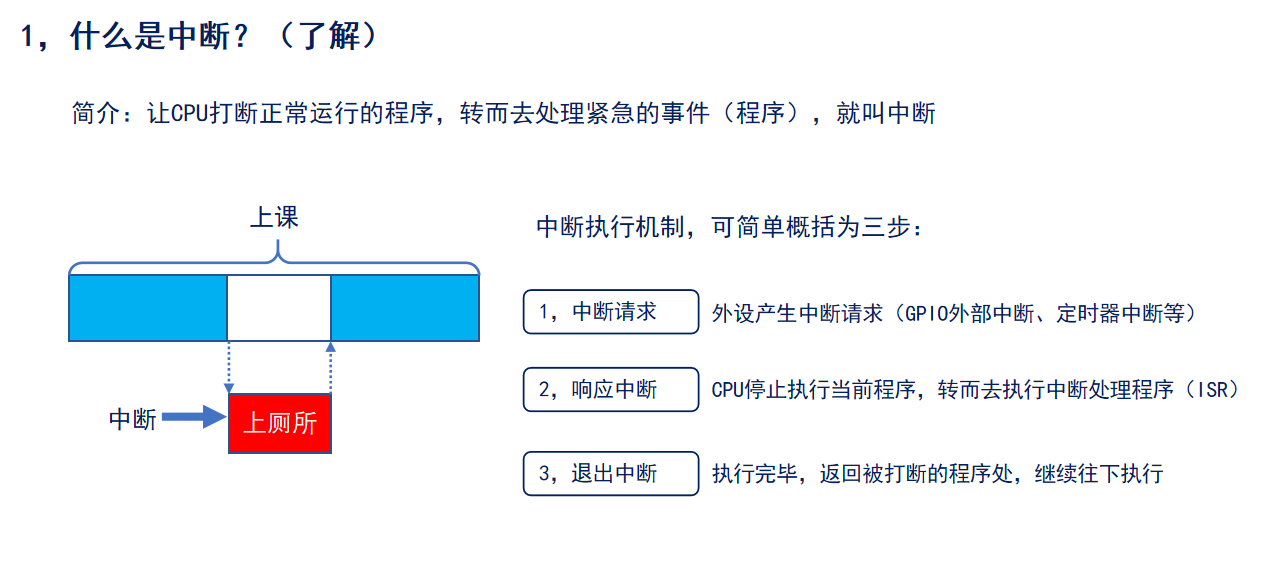 1，什么是中断？（了解）
简介：让CPU打断正常运行的程序，转而去处理紧急的事件（程序），就叫中断
上课
中断
上厕所
中断执行机制，可简单概括为三步：
1，中断请求
外设产生中断请求（GPIO外部中断、定时器中断等）
2，响应中断
CPU停止执行当前程序，转而去执行中断处理程序（ISR）
3，退出中断
执行完毕，返回被打断的程序处，继续往下执行